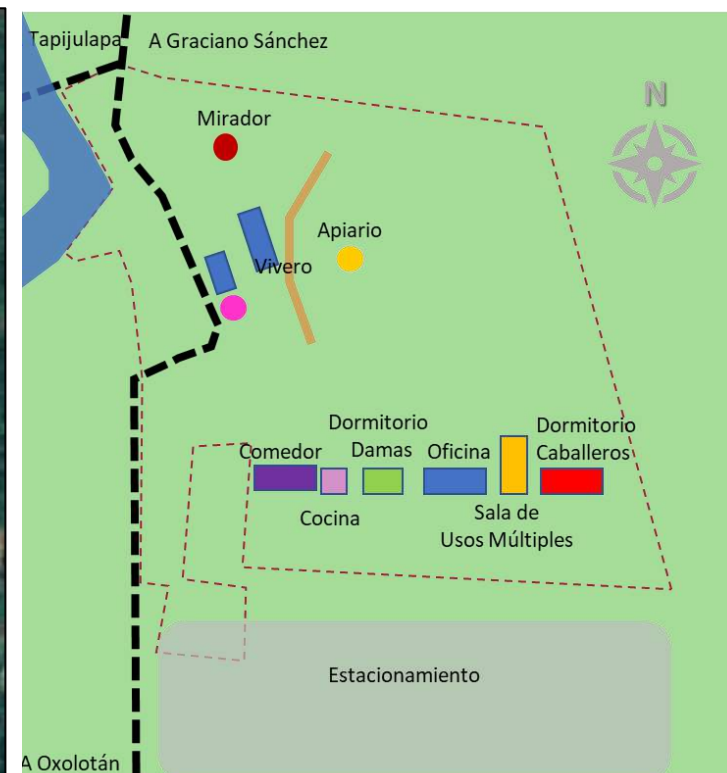 Tapijulapa
A Graciano Sánchez
N
Mirador
Apiario
Vivero
Dormitorio
Damas
Dormitorio
Caballeros
Comedor
Oficina
Cocina
Sala de
Usos Múltiples
Estacionamiento
A Oxolotán